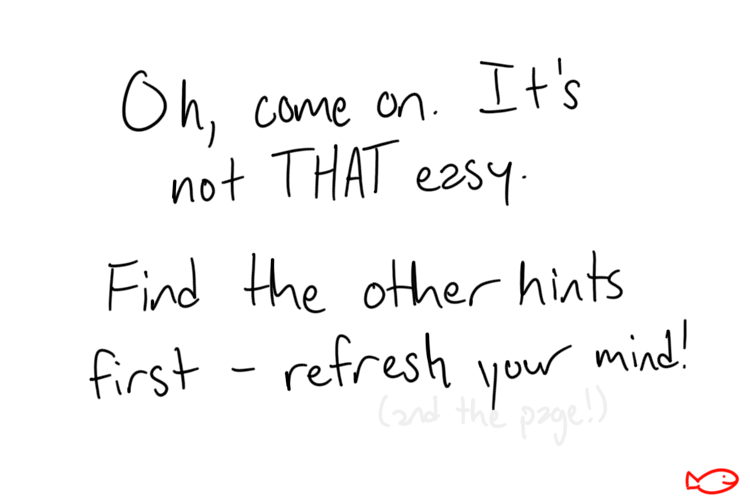 Oh, come on. It's
not THAT easy.
Find the other hints
first - refresh your mind!
(and the page!)